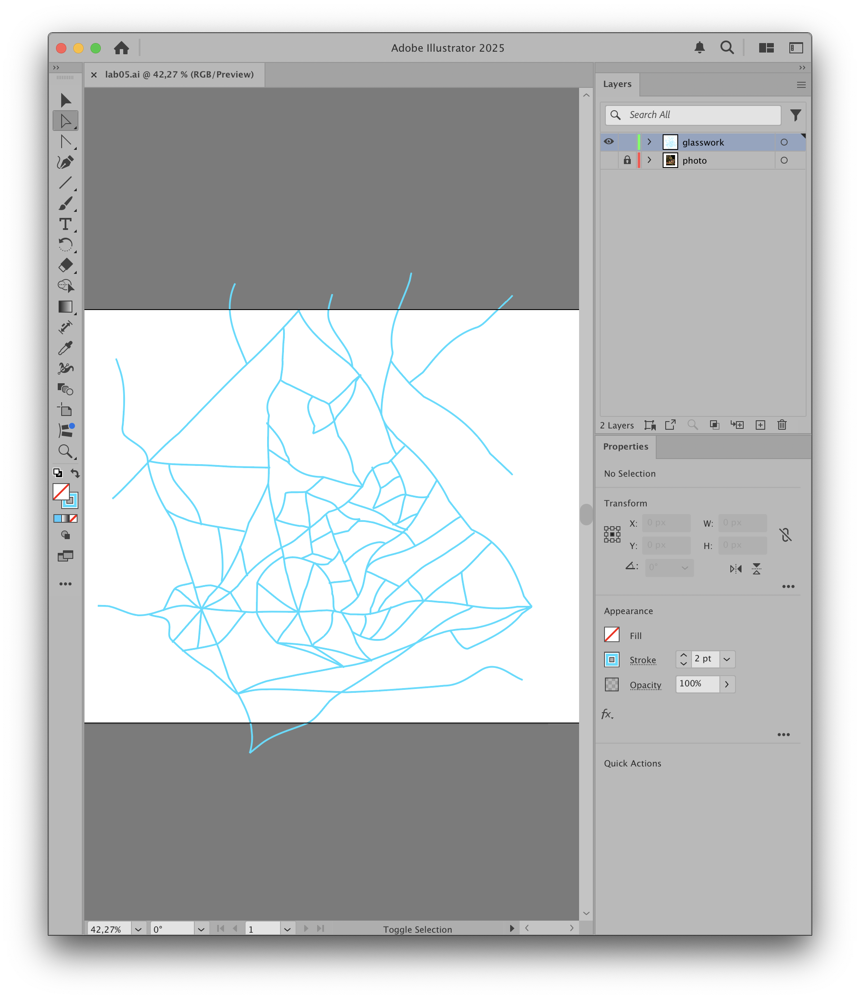 Adobe Illustrator 2025
lab05.ai @ 42,27 % (RGB/Preview)
Layers
Search All
glasswork
photo
2 Layers
Properties
No Selection
Transform
X: 0 px W: 0 px
Y: 0 px H: 0 px
0°
Appearance
Fill
Stroke 2 pt
Opacity 100%
fx.
Quick Actions
42,27% 0° 1 Toggle Selection